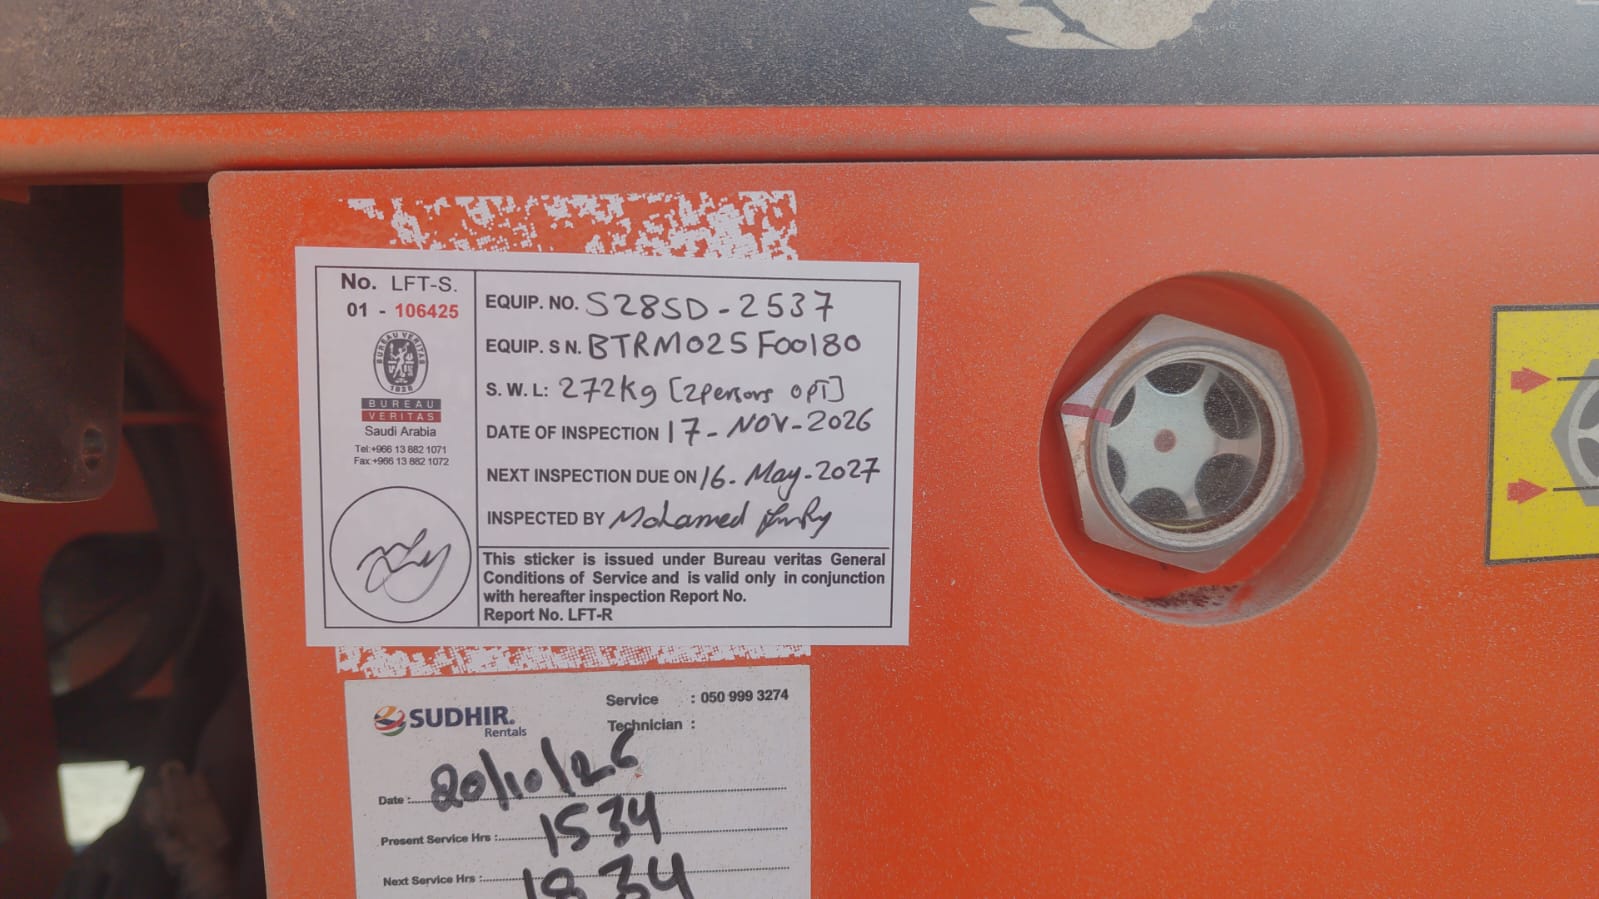 No. LFT-S.
01 - 106425
BUREAU VERITAS
1828
BUREAU
VERITAS
Saudi Arabia
Tel:+966 13 882 1071
Fax:+966 13 882 1072
EQUIP. NO. S28SD-2537
EQUIP. S N. BTRM025F00180
S. W. L: 272kg [2persons OPT]
DATE OF INSPECTION 17-NOV-2026
NEXT INSPECTION DUE ON 16-May-2027
INSPECTED BY Mohamed
This sticker is issued under Bureau veritas General
Conditions of Service and is valid only in conjunction
with hereafter inspection Report No.
Report No. LFT-R
SUDHIR.
Rentals
Service : 050 999 3274
Technician :
Date : 20/10/26
Present Service Hrs : 1534
Next Service Hrs : 1834